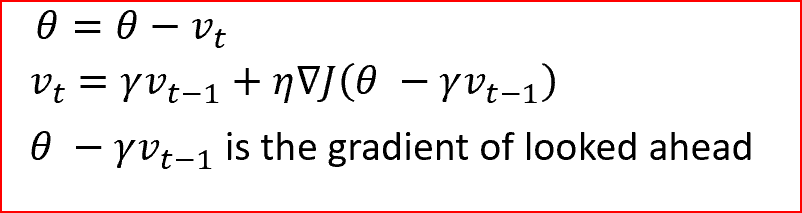 θ = θ − v_t
v_t = γv_{t−1} + η∇J(θ − γv_{t−1})
θ − γv_{t−1} is the gradient of looked ahead